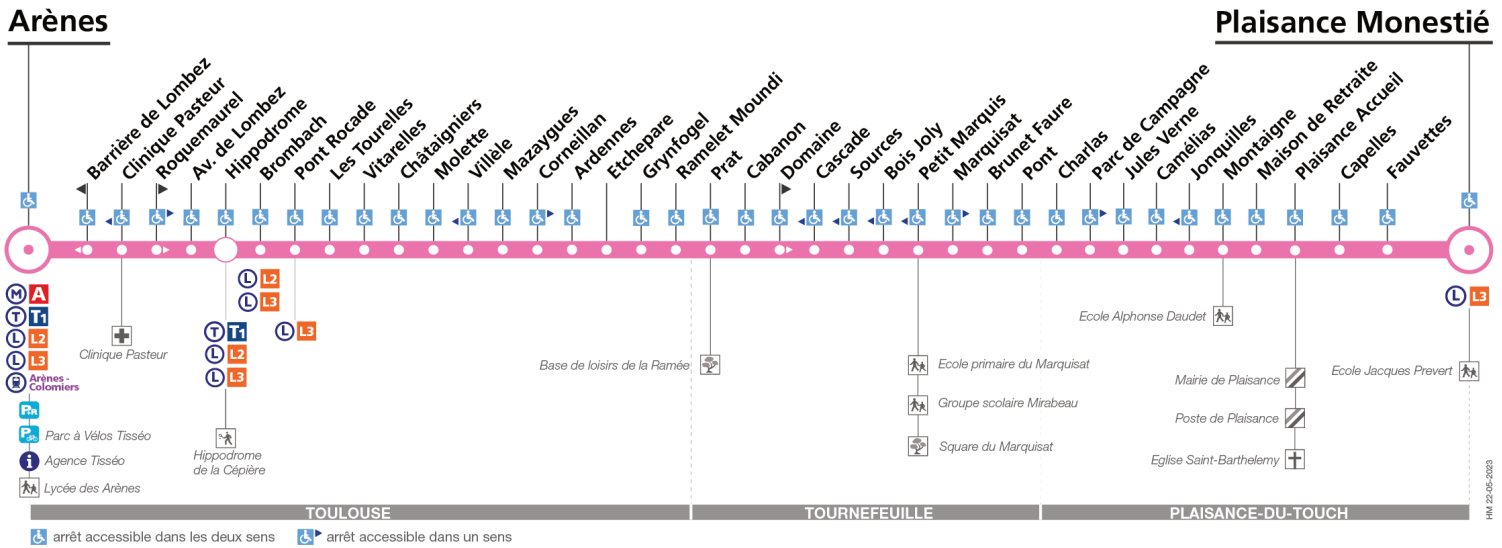 Arènes
Plaisance Monestié
Barrière de Lombez
Clinique Pasteur
Roquemaurel
Av. de Lombez
Hippodrome
Brombach
Pont Rocade
Les Tourelles
Vitarelles
Châtaigniers
Molette
Villèle
Mazaygues
Corneillan
Ardennes
Etchepare
Grynfogel
Ramelet Moundi
Prat
Cabanon
Domaine
Cascade
Sources
Bois Joly
Petit Marquis
Marquisat
Brunet Faure
Pont
Charlas
Parc de Campagne
Jules Verne
Camélias
Jonquilles
Montaigne
Maison de Retraite
Plaisance Accueil
Capelles
Fauvettes
M A
T T1
L L2
L L3
Arènes -
Colomiers
P+R
P
Parc à Vélos Tisséo
i Agence Tisséo
Lycée des Arènes
Clinique Pasteur
T T1
L L2
L L3
Hippodrome
de la Cépière
L L2
L L3
L L3
Base de loisirs de la Ramée
Ecole primaire du Marquisat
Groupe scolaire Mirabeau
Square du Marquisat
Ecole Alphonse Daudet
Mairie de Plaisance
Poste de Plaisance
Eglise Saint-Barthelemy
L L3
Ecole Jacques Prevert
TOULOUSE
TOURNEFEUILLE
PLAISANCE-DU-TOUCH
arrêt accessible dans les deux sens
arrêt accessible dans un sens
HM 22-05-2023